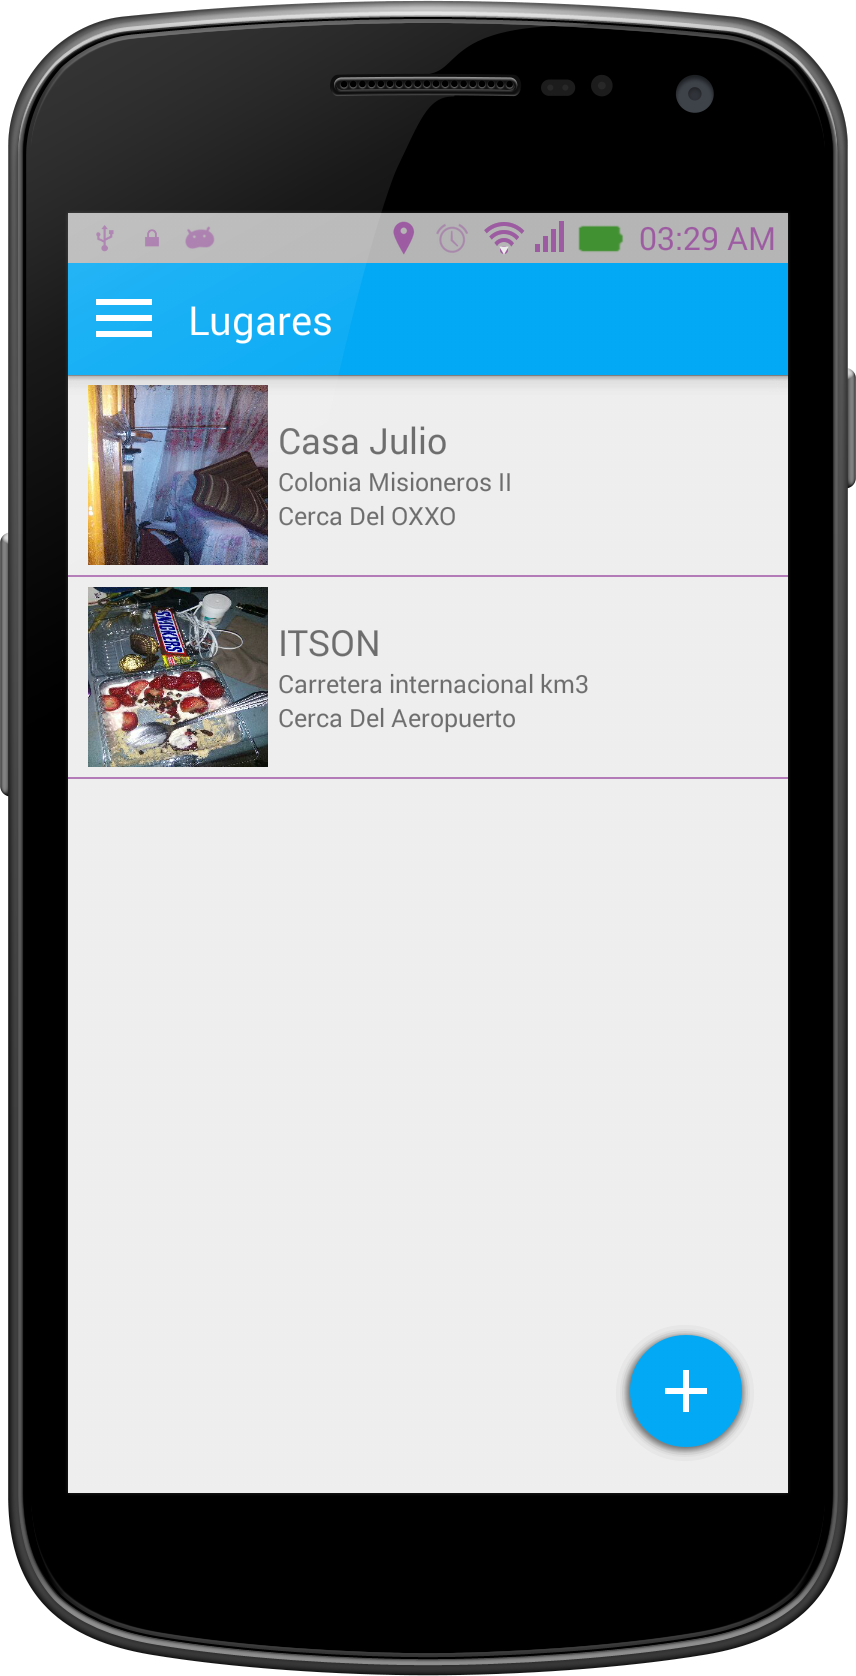 03:29 AM
Lugares
Casa Julio
Colonia Misioneros II
Cerca Del OXXO
SNICKERS
ITSON
Carretera internacional km3
Cerca Del Aeropuerto